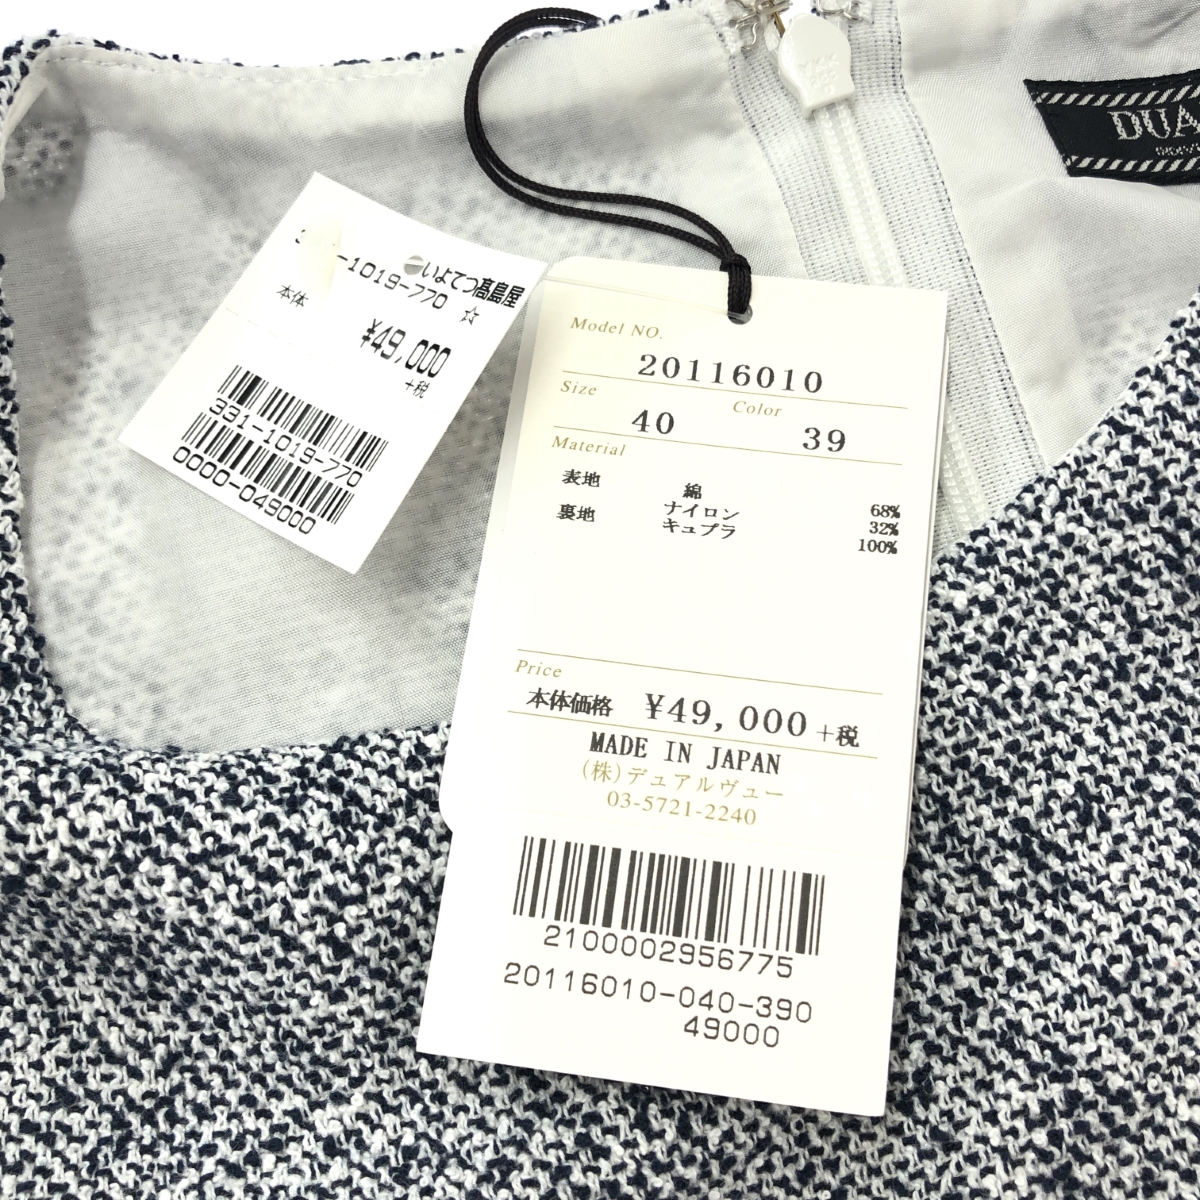 DUA
いよてつ髙島屋
3
-1019-770 ☆
本体
¥49,000
+税
331-1019-770
0000-049000
Model NO.
20116010
Size
Color
40
39
Material
表地
綿
68%
ナイロン
32%
裏地
キュプラ
100%
Price
本体価格 ¥49,000 +税
MADE IN JAPAN
(株)デュアルヴュー
03-5721-2240
2100002956775
20116010-040-390
49000